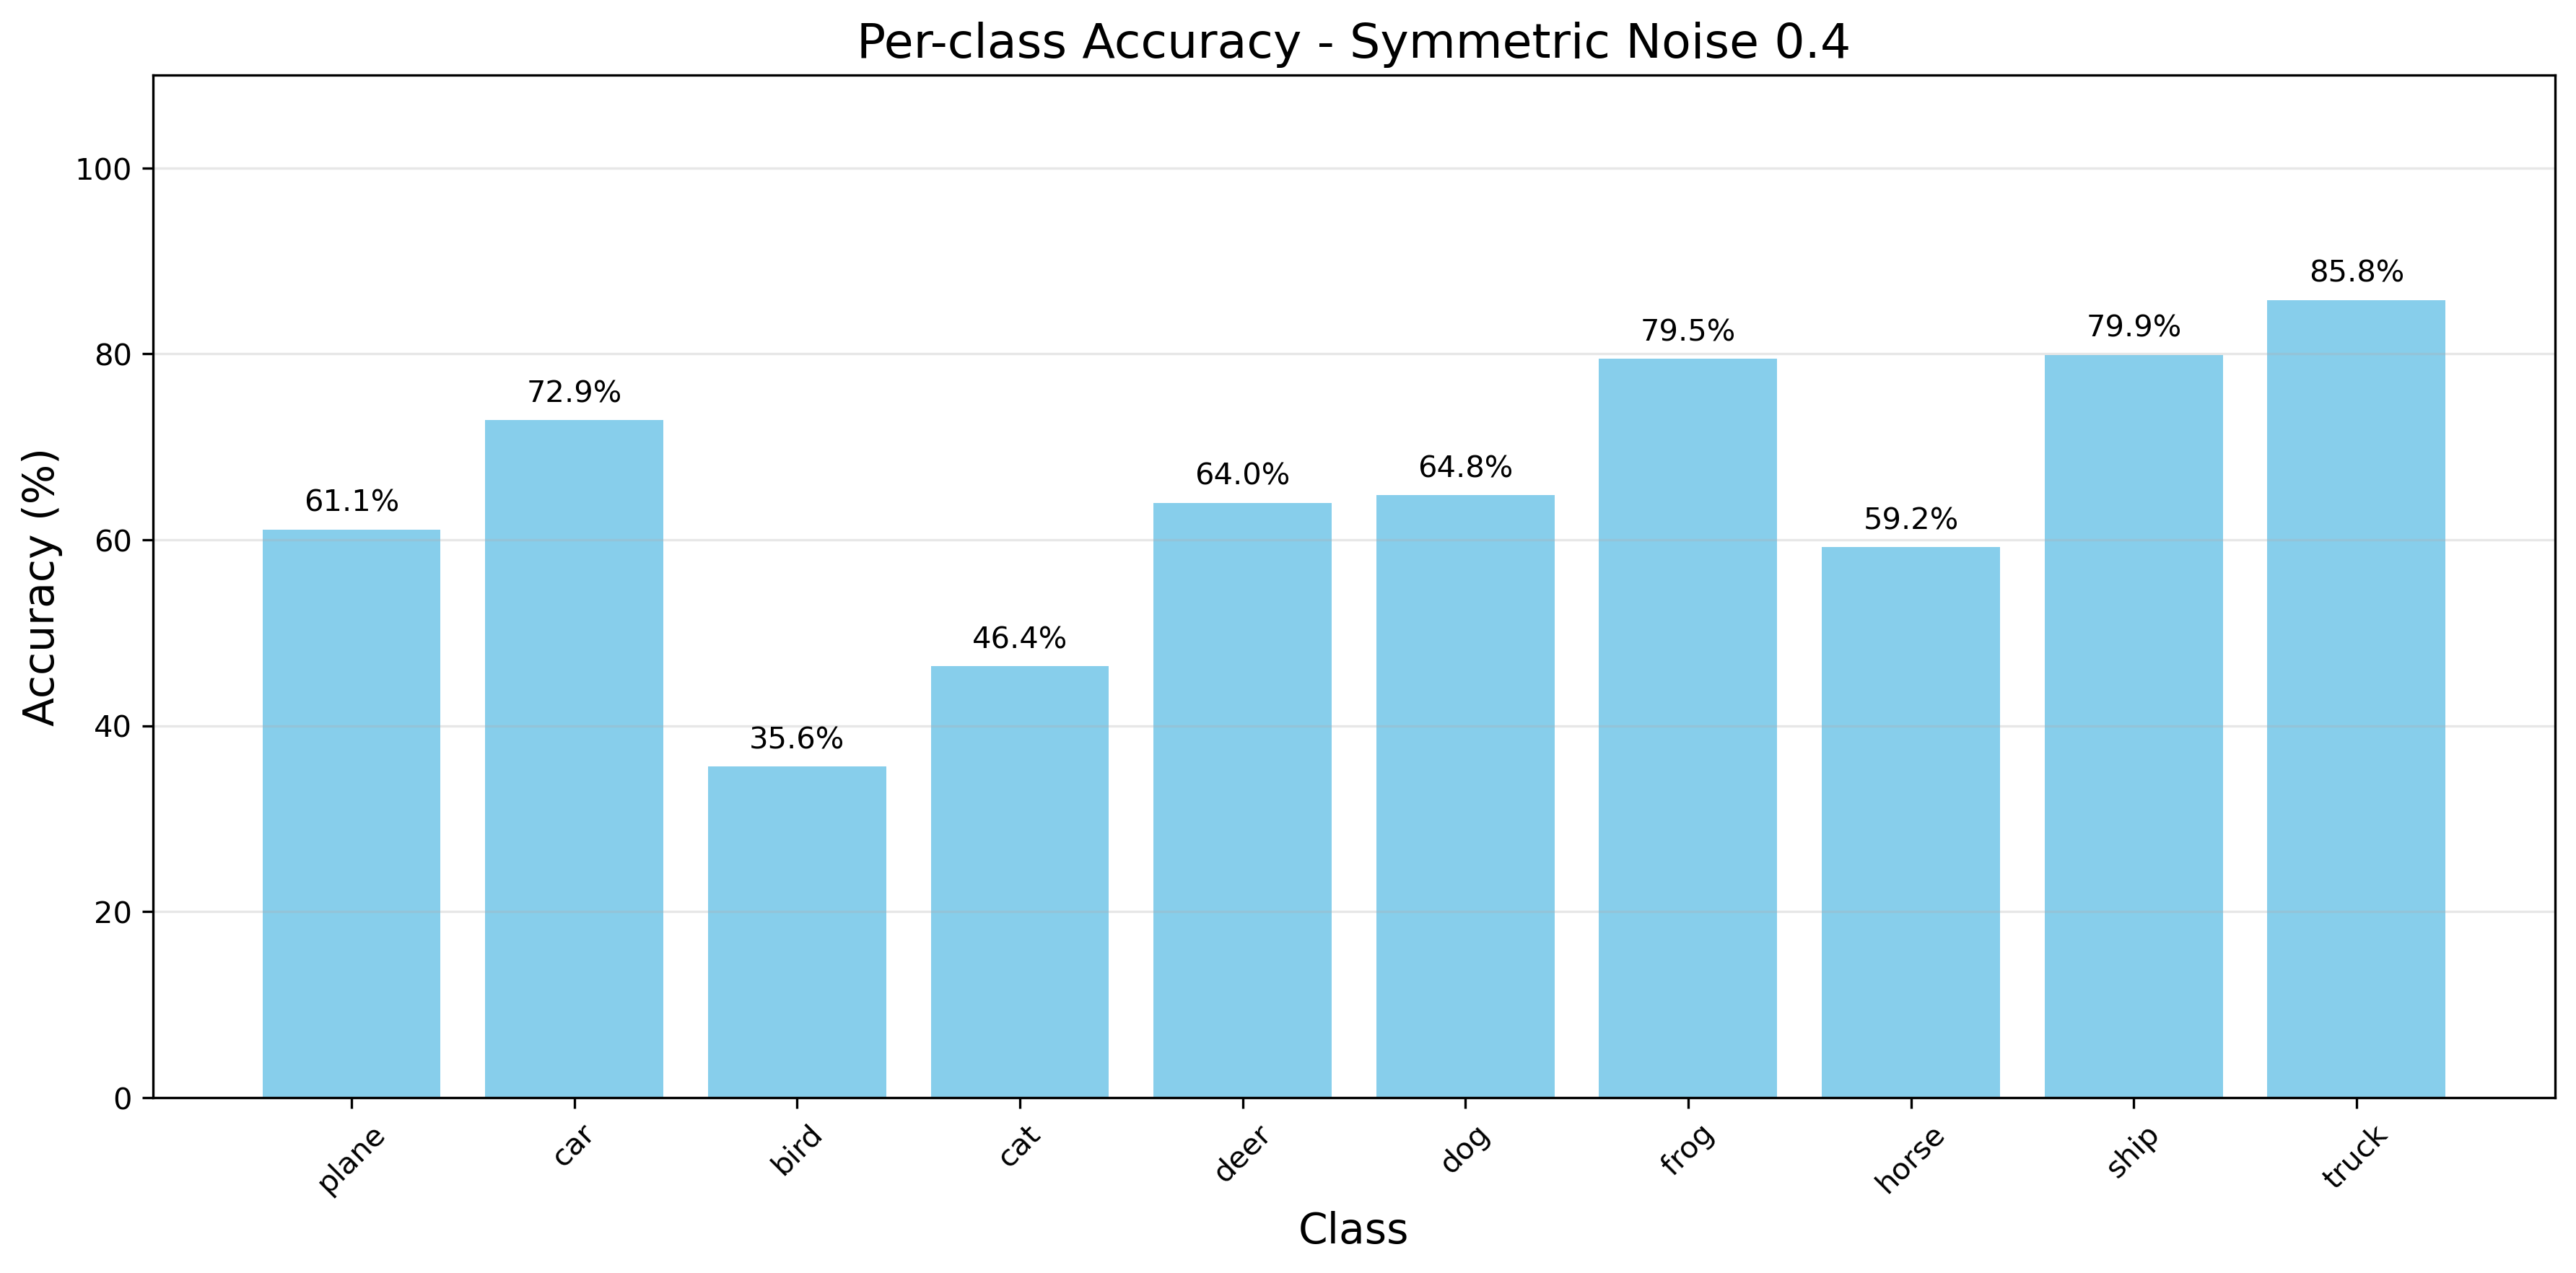 Per-class Accuracy - Symmetric Noise 0.4
Accuracy (%)
100
80
60
40
20
0
61.1%
72.9%
35.6%
46.4%
64.0%
64.8%
79.5%
59.2%
79.9%
85.8%
plane
car
bird
cat
deer
dog
frog
horse
ship
truck
Class